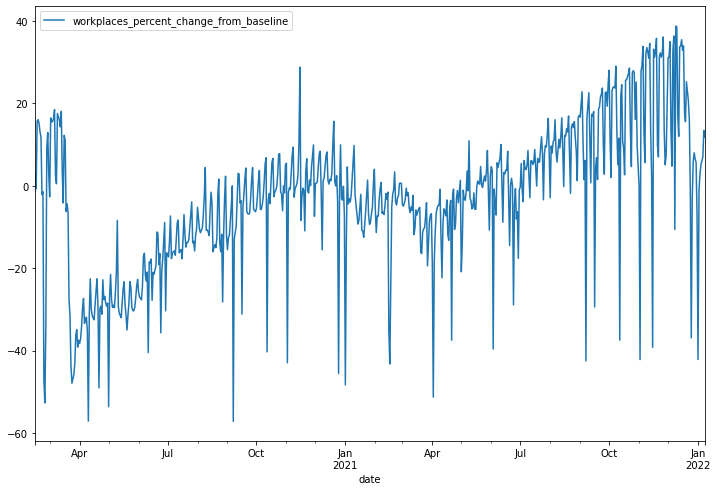 workplaces_percent_change_from_baseline
40
20
0
−20
−40
−60
Apr
Jul
Oct
Jan
2021
Apr
Jul
Oct
Jan
2022
date